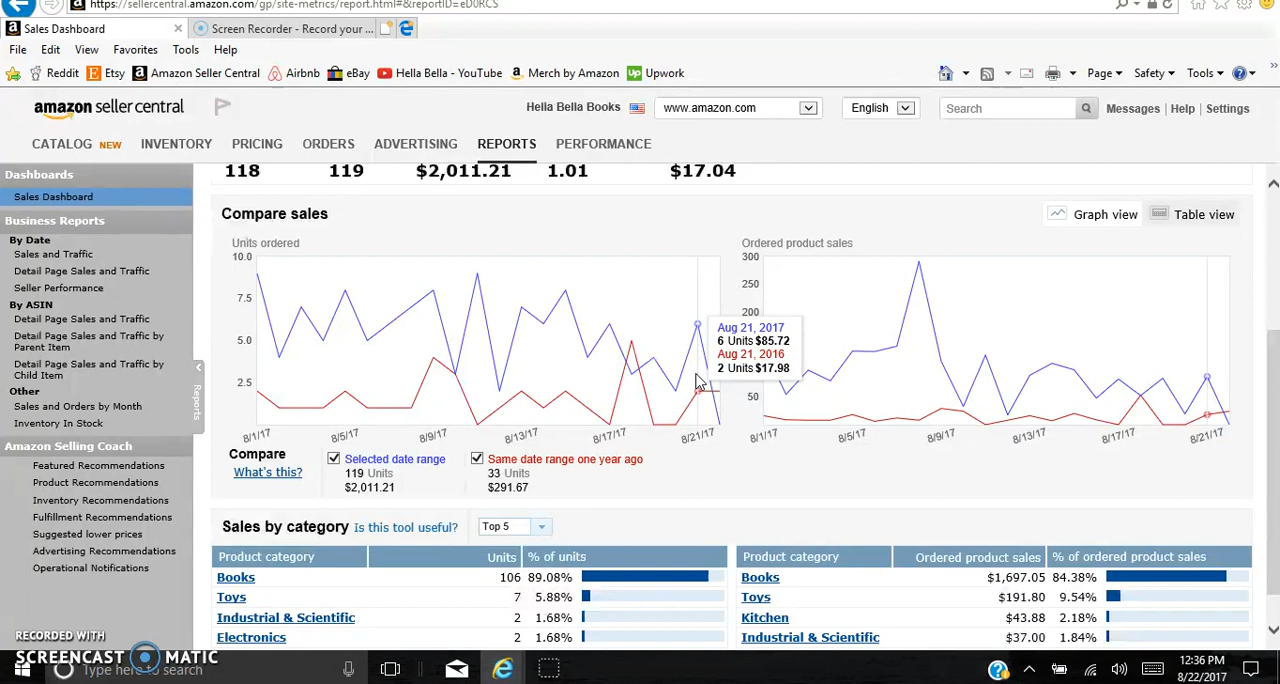 https://sellercentral.amazon.com/gp/site-metrics/report.html#&reportID=eD0RCS
Sales Dashboard
Screen Recorder - Record your ...
File Edit View Favorites Tools Help
Reddit Etsy Amazon Seller Central Airbnb eBay Hella Bella - YouTube Merch by Amazon Up Upwork Page Safety Tools
amazon seller central
Hella Bella Books www.amazon.com English Search Messages | Help | Settings
CATALOG NEW INVENTORY PRICING ORDERS ADVERTISING REPORTS PERFORMANCE
Dashboards
Sales Dashboard
Business Reports
By Date
Sales and Traffic
Detail Page Sales and Traffic
Seller Performance
By ASIN
Detail Page Sales and Traffic
Detail Page Sales and Traffic by
Parent Item
Detail Page Sales and Traffic by
Child Item
Other
Sales and Orders by Month
Inventory In Stock
Amazon Selling Coach
Featured Recommendations
Product Recommendations
Inventory Recommendations
Fulfillment Recommendations
Suggested lower prices
Advertising Recommendations
Operational Notifications
Reports
118 119 $2,011.21 1.01 $17.04
Compare sales
Graph view Table view
Units ordered
10.0
7.5
5.0
2.5
8/1/17 8/5/17 8/9/17 8/13/17 8/17/17 8/21/17
Ordered product sales
300
250
200
50
8/1/17 8/5/17 8/9/17 8/13/17 8/17/17 8/21/17
Aug 21, 2017
6 Units $85.72
Aug 21, 2016
2 Units $17.98
Compare
What's this?
Selected date range
119 Units
$2,011.21
Same date range one year ago
33 Units
$291.67
Sales by category Is this tool useful? Top 5
Product category Units % of units
Books 106 89.08%
Toys 7 5.88%
Industrial & Scientific 2 1.68%
Electronics 2 1.68%
Product category Ordered product sales % of ordered product sales
Books $1,697.05 84.38%
Toys $191.80 9.54%
Kitchen $43.88 2.18%
Industrial & Scientific $37.00 1.84%
RECORDED WITH
SCREENCAST MATIC
Type here to search
12:36 PM
8/22/2017